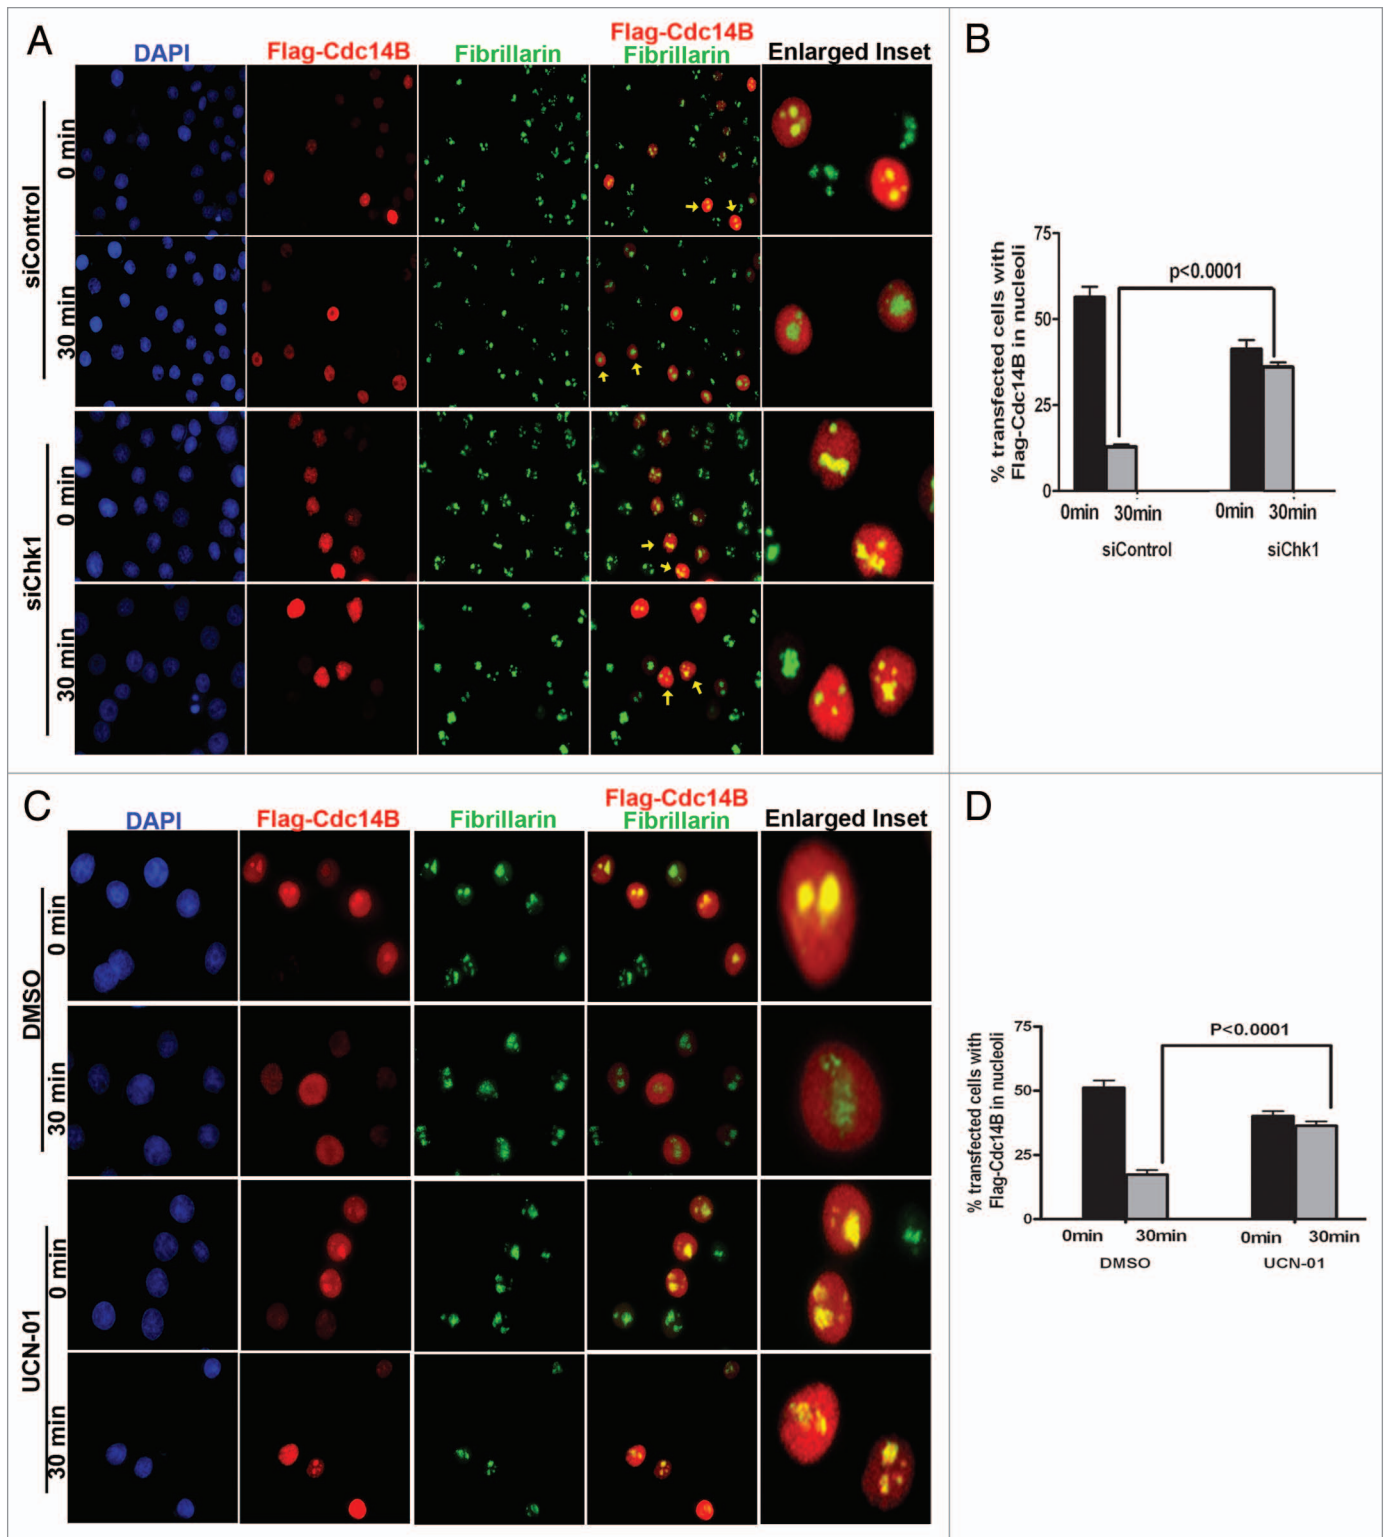 A
DAPI
Flag-Cdc14B
Fibrillarin
Flag-Cdc14B
Fibrillarin
Enlarged Inset
siControl
0 min
30 min
siChk1
0 min
30 min
B
% transfected cells with
Flag-Cdc14B in nucleoli
75
50
25
0
p<0.0001
0min 30min 0min 30min
siControl siChk1
C
DAPI
Flag-Cdc14B
Fibrillarin
Flag-Cdc14B
Fibrillarin
Enlarged Inset
DMSO
0 min
30 min
UCN-01
0 min
30 min
D
% transfected cells with
Flag-Cdc14B in nucleoli
75
50
25
0
P<0.0001
0min 30min 0min 30min
DMSO UCN-01